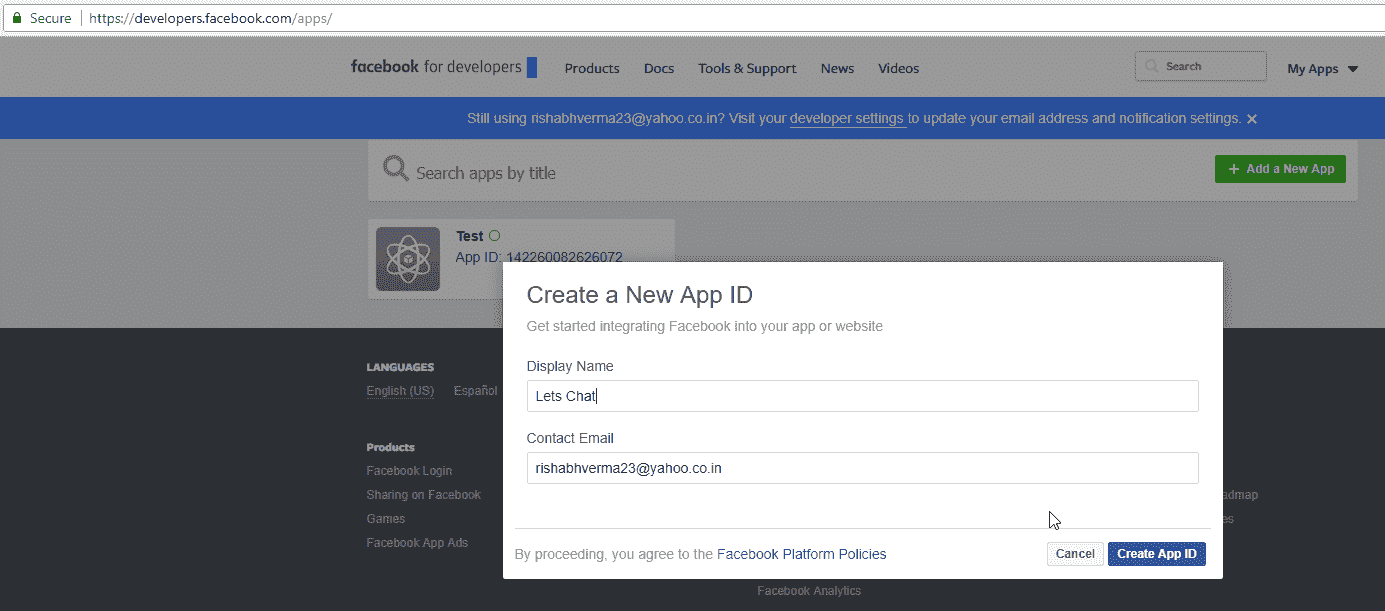 Secure https://developers.facebook.com/apps/
facebook for developers Products Docs Tools & Support News Videos Search My Apps
Still using rishabhverma23@yahoo.co.in? Visit your developer settings to update your email address and notification settings. ×
Search apps by title + Add a New App
Test
App ID: 142260082626072
Create a New App ID
Get started integrating Facebook into your app or website
Display Name
Lets Chat
Contact Email
rishabhverma23@yahoo.co.in
By proceeding, you agree to the Facebook Platform Policies Cancel Create App ID
LANGUAGES
English (US) Español
Products
Facebook Login
Sharing on Facebook
Games
Facebook App Ads
Facebook Analytics